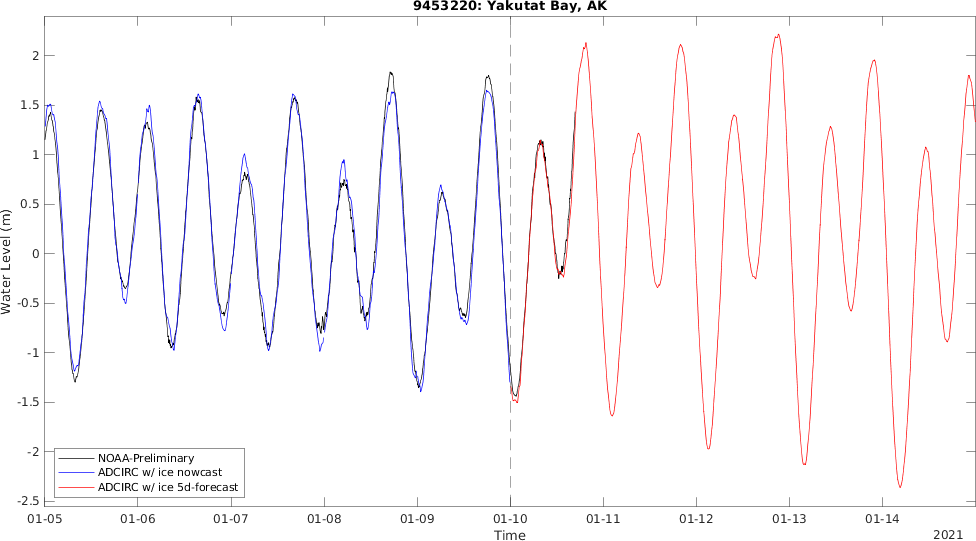 9453220: Yakutat Bay, AK
Water Level (m)
2
1.5
1
0.5
0
-0.5
-1
-1.5
-2
-2.5
NOAA-Preliminary
ADCIRC w/ ice nowcast
ADCIRC w/ ice 5d-forecast
01-05 01-06 01-07 01-08 01-09 01-10 01-11 01-12 01-13 01-14
Time
2021